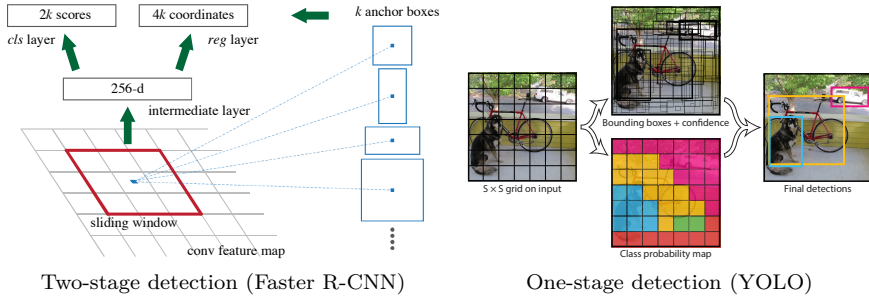 2k scores
4k coordinates
k anchor boxes
cls layer
reg layer
256-d
intermediate layer
sliding window
conv feature map
Two-stage detection (Faster R-CNN)
S × S grid on input
Bounding boxes + confidence
Class probability map
Final detections
One-stage detection (YOLO)